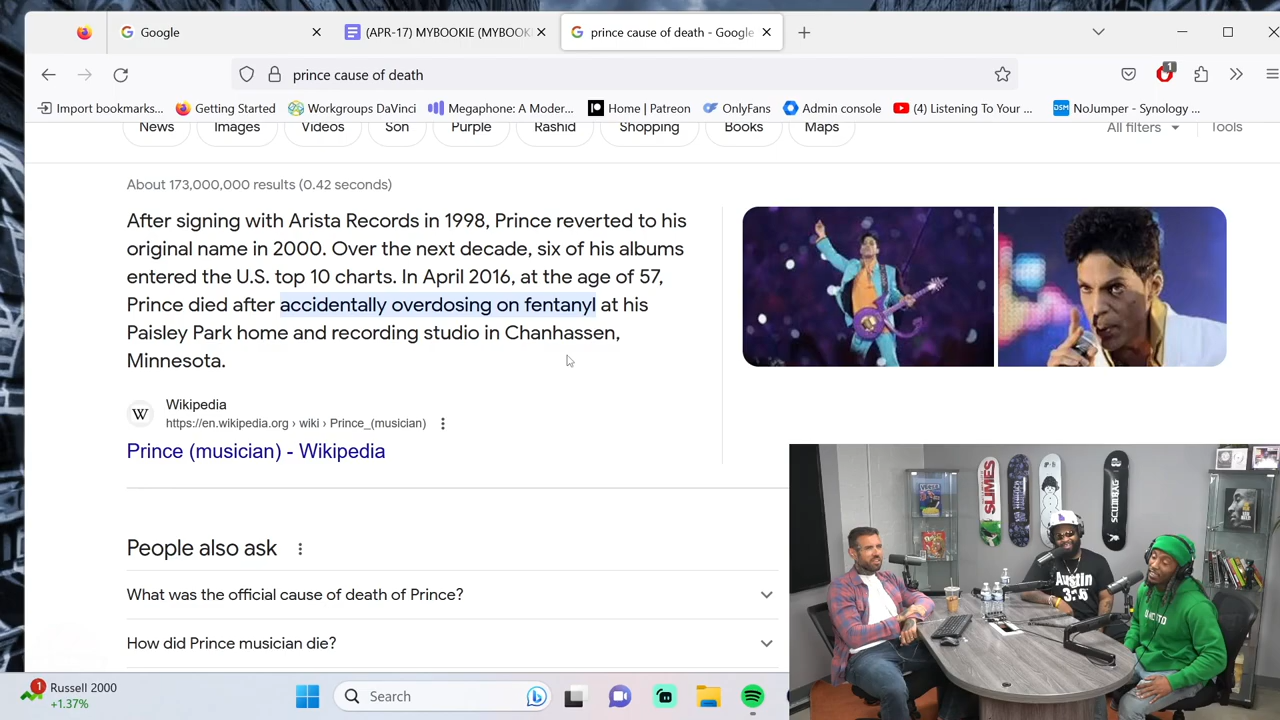 Google
(APR-17) MYBOOKIE (MYBOOK
prince cause of death - Google
prince cause of death
1
Import bookmarks...
Getting Started
Workgroups DaVinci
Megaphone: A Moder...
Home | Patreon
OnlyFans
Admin console
(4) Listening To Your ...
DSM
NoJumper - Synology ...
News
Images
Videos
Son
Purple
Rashid
Shopping
Books
Maps
All filters
Tools
About 173,000,000 results (0.42 seconds)
After signing with Arista Records in 1998, Prince reverted to his
original name in 2000. Over the next decade, six of his albums
entered the U.S. top 10 charts. In April 2016, at the age of 57,
Prince died after accidentally overdosing on fentanyl at his
Paisley Park home and recording studio in Chanhassen,
Minnesota.
W
Wikipedia
https://en.wikipedia.org › wiki › Prince_(musician)
Prince (musician) - Wikipedia
People also ask
What was the official cause of death of Prince?
How did Prince musician die?
SLIMES
SCUMBAG
Austin
3:16
1
Russell 2000
+1.37%
Search